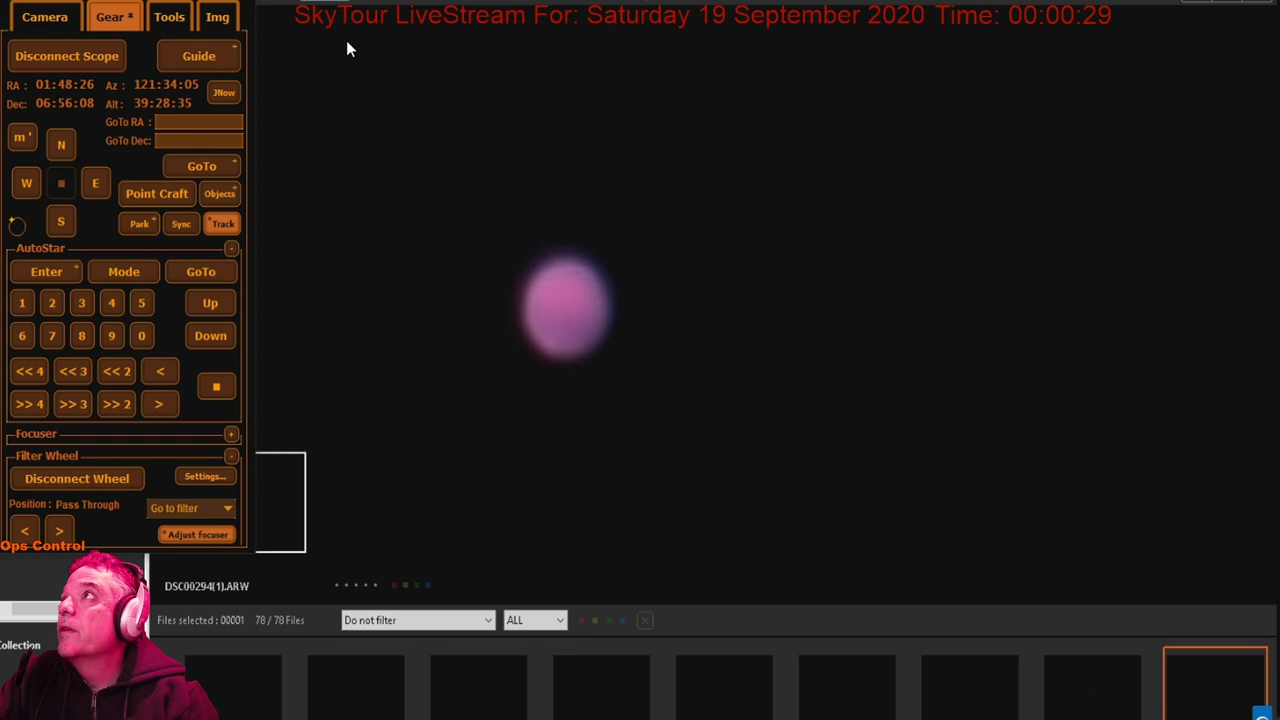 SkyTour LiveStream For: Saturday 19 September 2020 Time: 00:00:29
Camera Gear * Tools Img
Disconnect Scope Guide +
RA : 01:48:26 Az : 121:34:05 JNow
Dec: 06:56:08 Alt : 39:28:35
GoTo RA :
GoTo Dec:
m ' N
GoTo +
W E Point Craft Objects +
S Park + Sync * Track
AutoStar -
Enter + Mode GoTo
1 2 3 4 5 Up
6 7 8 9 0 Down
<< 4 << 3 << 2 <
>> 4 >> 3 >> 2 >
Focuser +
Filter Wheel -
Disconnect Wheel Settings...
Position : Pass Through Go to filter
< > * Adjust focuser
Ops Control
DSC00294(1).ARW
Files selected : 00001 78 / 78 Files Do not filter ALL
Collection